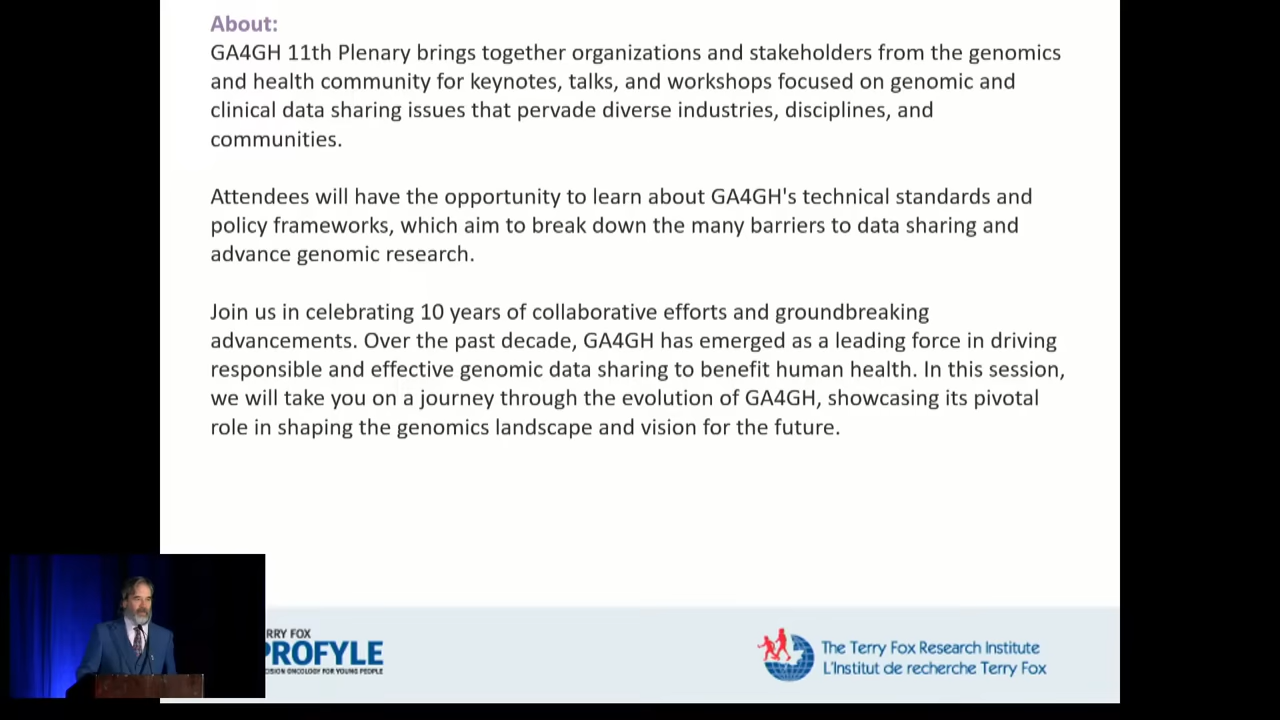 About:
GA4GH 11th Plenary brings together organizations and stakeholders from the genomics
and health community for keynotes, talks, and workshops focused on genomic and
clinical data sharing issues that pervade diverse industries, disciplines, and
communities.
Attendees will have the opportunity to learn about GA4GH's technical standards and
policy frameworks, which aim to break down the many barriers to data sharing and
advance genomic research.
Join us in celebrating 10 years of collaborative efforts and groundbreaking
advancements. Over the past decade, GA4GH has emerged as a leading force in driving
responsible and effective genomic data sharing to benefit human health. In this session,
we will take you on a journey through the evolution of GA4GH, showcasing its pivotal
role in shaping the genomics landscape and vision for the future.
RRY FOX
PROFYLE
ISION ONCOLOGY FOR YOUNG PEOPLE
The Terry Fox Research Institute
L'Institut de recherche Terry Fox